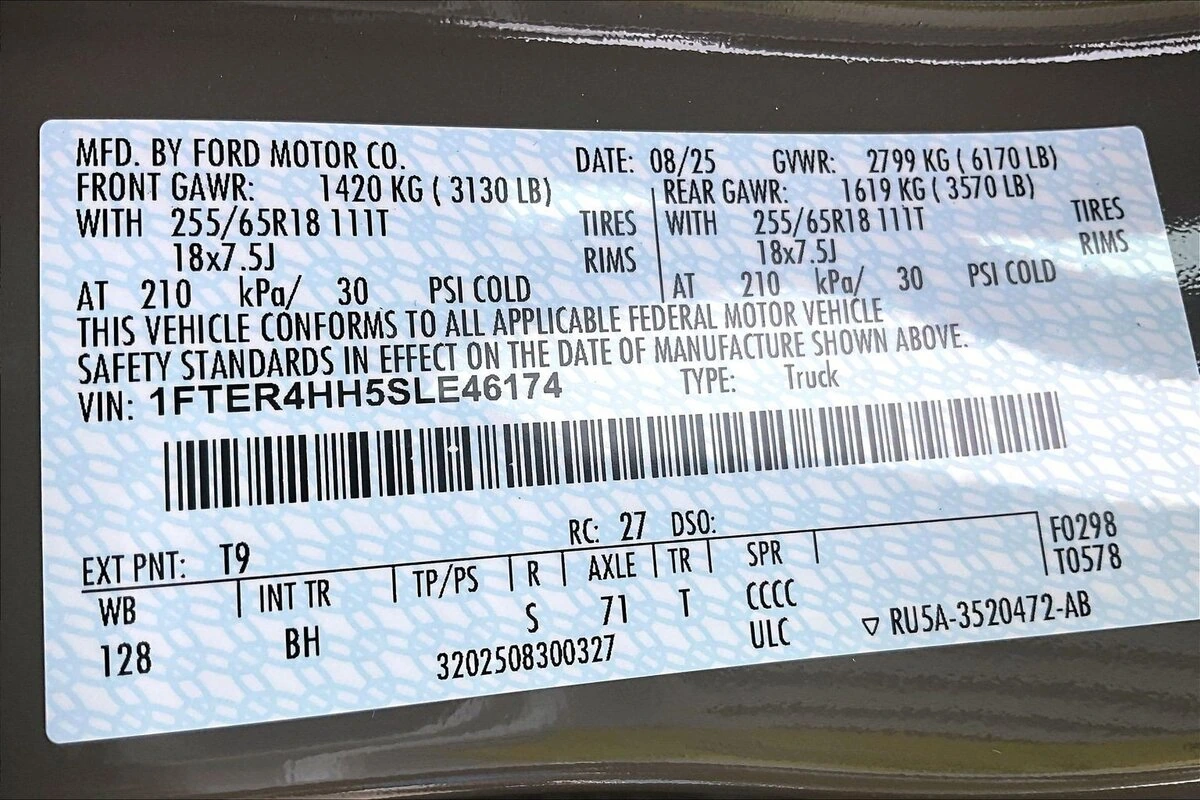 MFD. BY FORD MOTOR CO. DATE: 08/25 GVWR: 2799 KG ( 6170 LB)
FRONT GAWR: 1420 KG ( 3130 LB) REAR GAWR: 1619 KG ( 3570 LB)
WITH 255/65R18 111T TIRES WITH 255/65R18 111T TIRES
18x7.5J RIMS 18x7.5J RIMS
AT 210 kPa/ 30 PSI COLD AT 210 kPa/ 30 PSI COLD
THIS VEHICLE CONFORMS TO ALL APPLICABLE FEDERAL MOTOR VEHICLE
SAFETY STANDARDS IN EFFECT ON THE DATE OF MANUFACTURE SHOWN ABOVE.
VIN: 1FTER4HH5SLE46174 TYPE: Truck
EXT PNT: T9 RC: 27 DSO: F0298
WB INT TR TP/PS R AXLE TR SPR T0578
128 BH S 71 T CCCC
3202508300327 ULC ▽ RU5A-3520472-AB